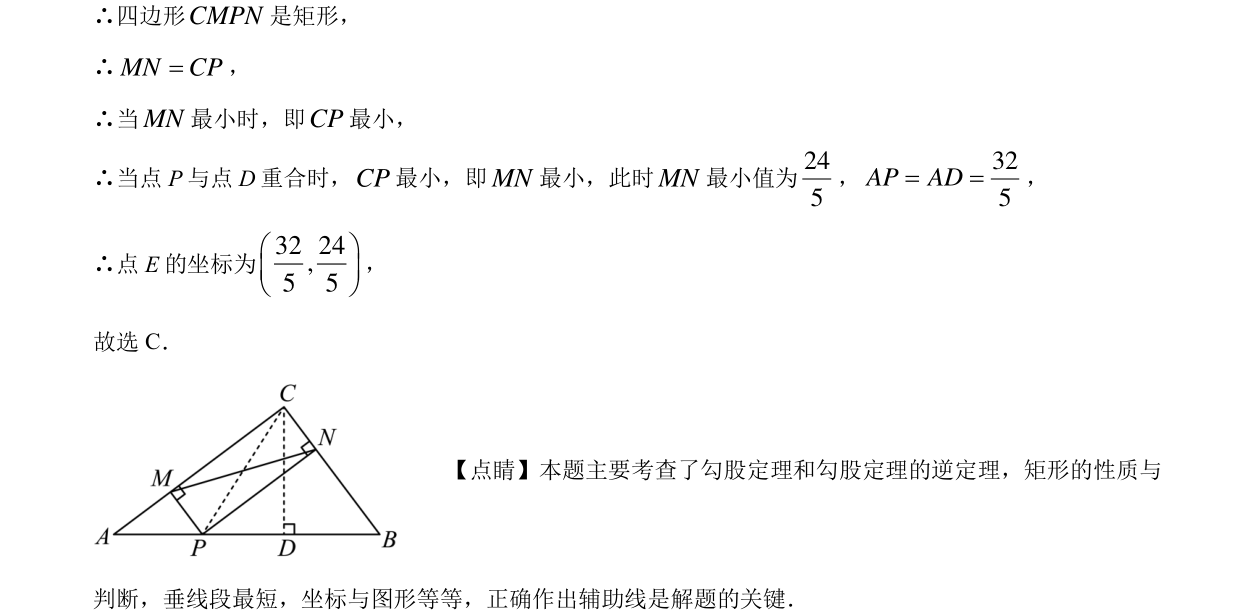 ∴四边形CMPN是矩形，
∴MN=CP，
∴当MN最小时，即CP最小，
∴当点P与点D重合时，CP最小，即MN最小，此时MN最小值为24/5，AP=AD=32/5，
∴点E的坐标为(32/5,24/5)，
故选C．
C
N
M
A
P
D
B
【点睛】本题主要考查了勾股定理和勾股定理的逆定理，矩形的性质与
判断，垂线段最短，坐标与图形等等，正确作出辅助线是解题的关键．